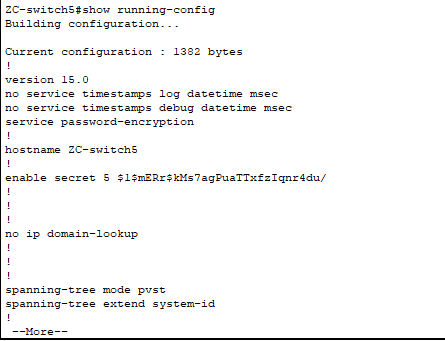 ZC-switch5#show running-config
Building configuration...
Current configuration : 1382 bytes
!
version 15.0
no service timestamps log datetime msec
no service timestamps debug datetime msec
service password-encryption
!
hostname ZC-switch5
!
enable secret 5 $1$mERr$kMs7agPuaTTxfzIqnr4du/
!
!
!
no ip domain-lookup
!
!
!
spanning-tree mode pvst
spanning-tree extend system-id
!
--More--